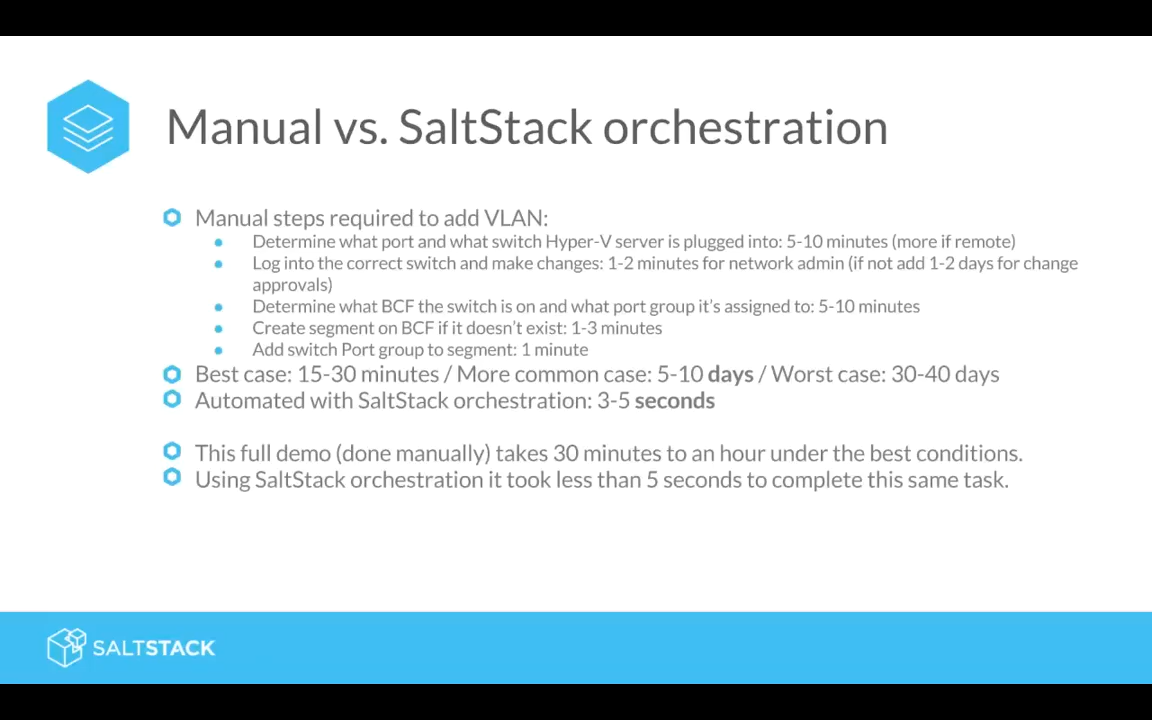 Manual vs. SaltStack orchestration
Manual steps required to add VLAN:
Determine what port and what switch Hyper-V server is plugged into: 5-10 minutes (more if remote)
Log into the correct switch and make changes: 1-2 minutes for network admin (if not add 1-2 days for change
approvals)
Determine what BCF the switch is on and what port group it’s assigned to: 5-10 minutes
Create segment on BCF if it doesn’t exist: 1-3 minutes
Add switch Port group to segment: 1 minute
Best case: 15-30 minutes / More common case: 5-10 days / Worst case: 30-40 days
Automated with SaltStack orchestration: 3-5 seconds
This full demo (done manually) takes 30 minutes to an hour under the best conditions.
Using SaltStack orchestration it took less than 5 seconds to complete this same task.
SALTSTACK